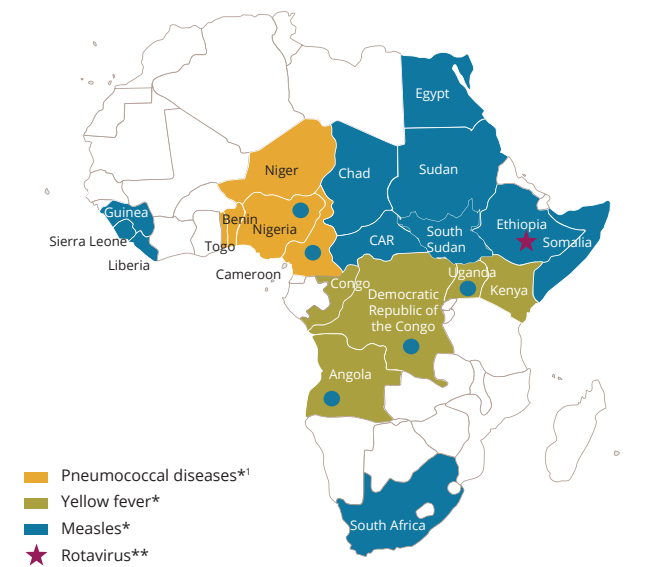 Egypt
Niger
Chad
Sudan
Guinea
Benin
Nigeria
Ethiopia
Sierra Leone
Togo
CAR
South
Sudan
Somalia
Liberia
Cameroon
Congo
Uganda
Kenya
Democratic
Republic of
the Congo
Angola
South Africa
Pneumococcal diseases*¹
Yellow fever*
Measles*
Rotavirus**